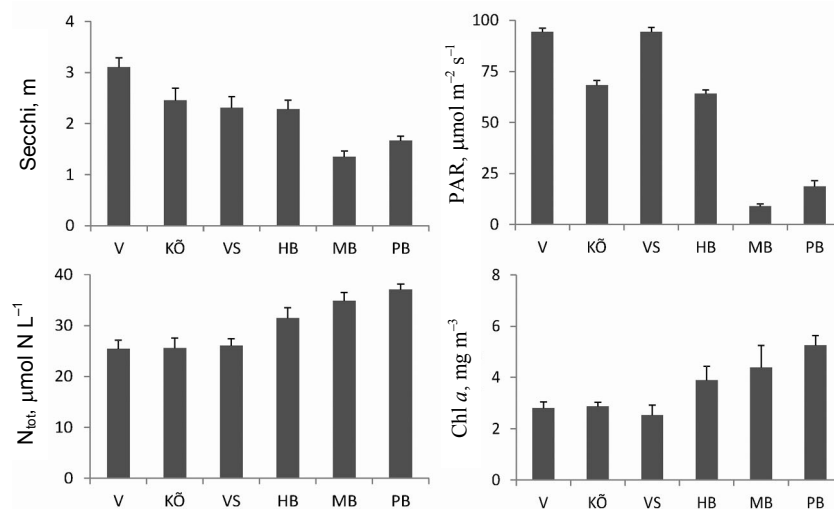 Secchi, m
4
3
2
1
0
V KÕ VS HB MB PB
PAR, µmol m⁻² s⁻¹
100
75
50
25
0
V KÕ VS HB MB PB
Ntot, µmol N L⁻¹
40
30
20
10
0
V KÕ VS HB MB PB
Chl a, mg m⁻³
8
6
4
2
0
V KÕ VS HB MB PB